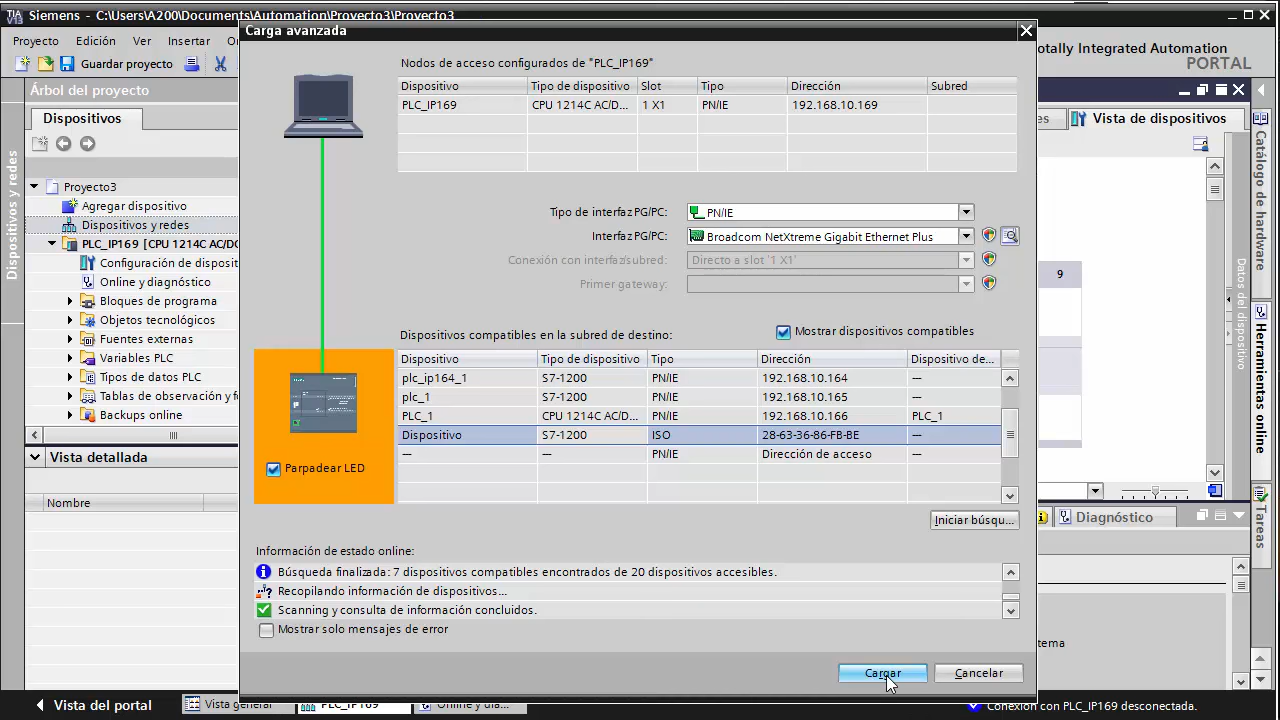 TIA
V13
Siemens - C:\Users\A200\Documents\Automation\Proyecto3\Proyecto3
Proyecto Edición Ver Insertar
Guardar proyecto
otally Integrated Automation
PORTAL
Árbol del proyecto
Dispositivos
Dispositivos y redes
Proyecto3
Agregar dispositivo
Dispositivos y redes
PLC_IP169 [CPU 1214C AC/DC
Configuración de disposit
Online y diagnóstico
Bloques de programa
Objetos tecnológicos
Fuentes externas
Variables PLC
Tipos de datos PLC
Tablas de observación y f
Backups online
Vista detallada
Nombre
Carga avanzada
Nodos de acceso configurados de "PLC_IP169"
Dispositivo Tipo de dispositivo Slot Tipo Dirección Subred
PLC_IP169 CPU 1214C AC/D... 1 X1 PN/IE 192.168.10.169
Tipo de interfaz PG/PC: PN/IE
Interfaz PG/PC: Broadcom NetXtreme Gigabit Ethernet Plus
Conexión con interfaz/subred: Directo a slot '1 X1'
Primer gateway:
Dispositivos compatibles en la subred de destino:
Mostrar dispositivos compatibles
Dispositivo Tipo de dispositivo Tipo Dirección Dispositivo de...
plc_ip164_1 S7-1200 PN/IE 192.168.10.164 —
plc_1 S7-1200 PN/IE 192.168.10.165 —
PLC_1 CPU 1214C AC/D... PN/IE 192.168.10.166 PLC_1
Dispositivo S7-1200 ISO 28-63-36-86-FB-BE —
— — PN/IE Dirección de acceso —
Parpadear LED
Iniciar búsqu...
Información de estado online:
Búsqueda finalizada: 7 dispositivos compatibles encontrados de 20 dispositivos accesibles.
Recopilando información de dispositivos...
Scanning y consulta de información concluidos.
Mostrar solo mensajes de error
Cargar Cancelar
es
Vista de dispositivos
9
Datos del dispositivo
Catálogo de hardware
Herramientas online
Tareas
Diagnóstico
tema
Vista del portal
Vista general
PLC_IP169
Online y dia...
Conexión con PLC_IP169 desconectada.